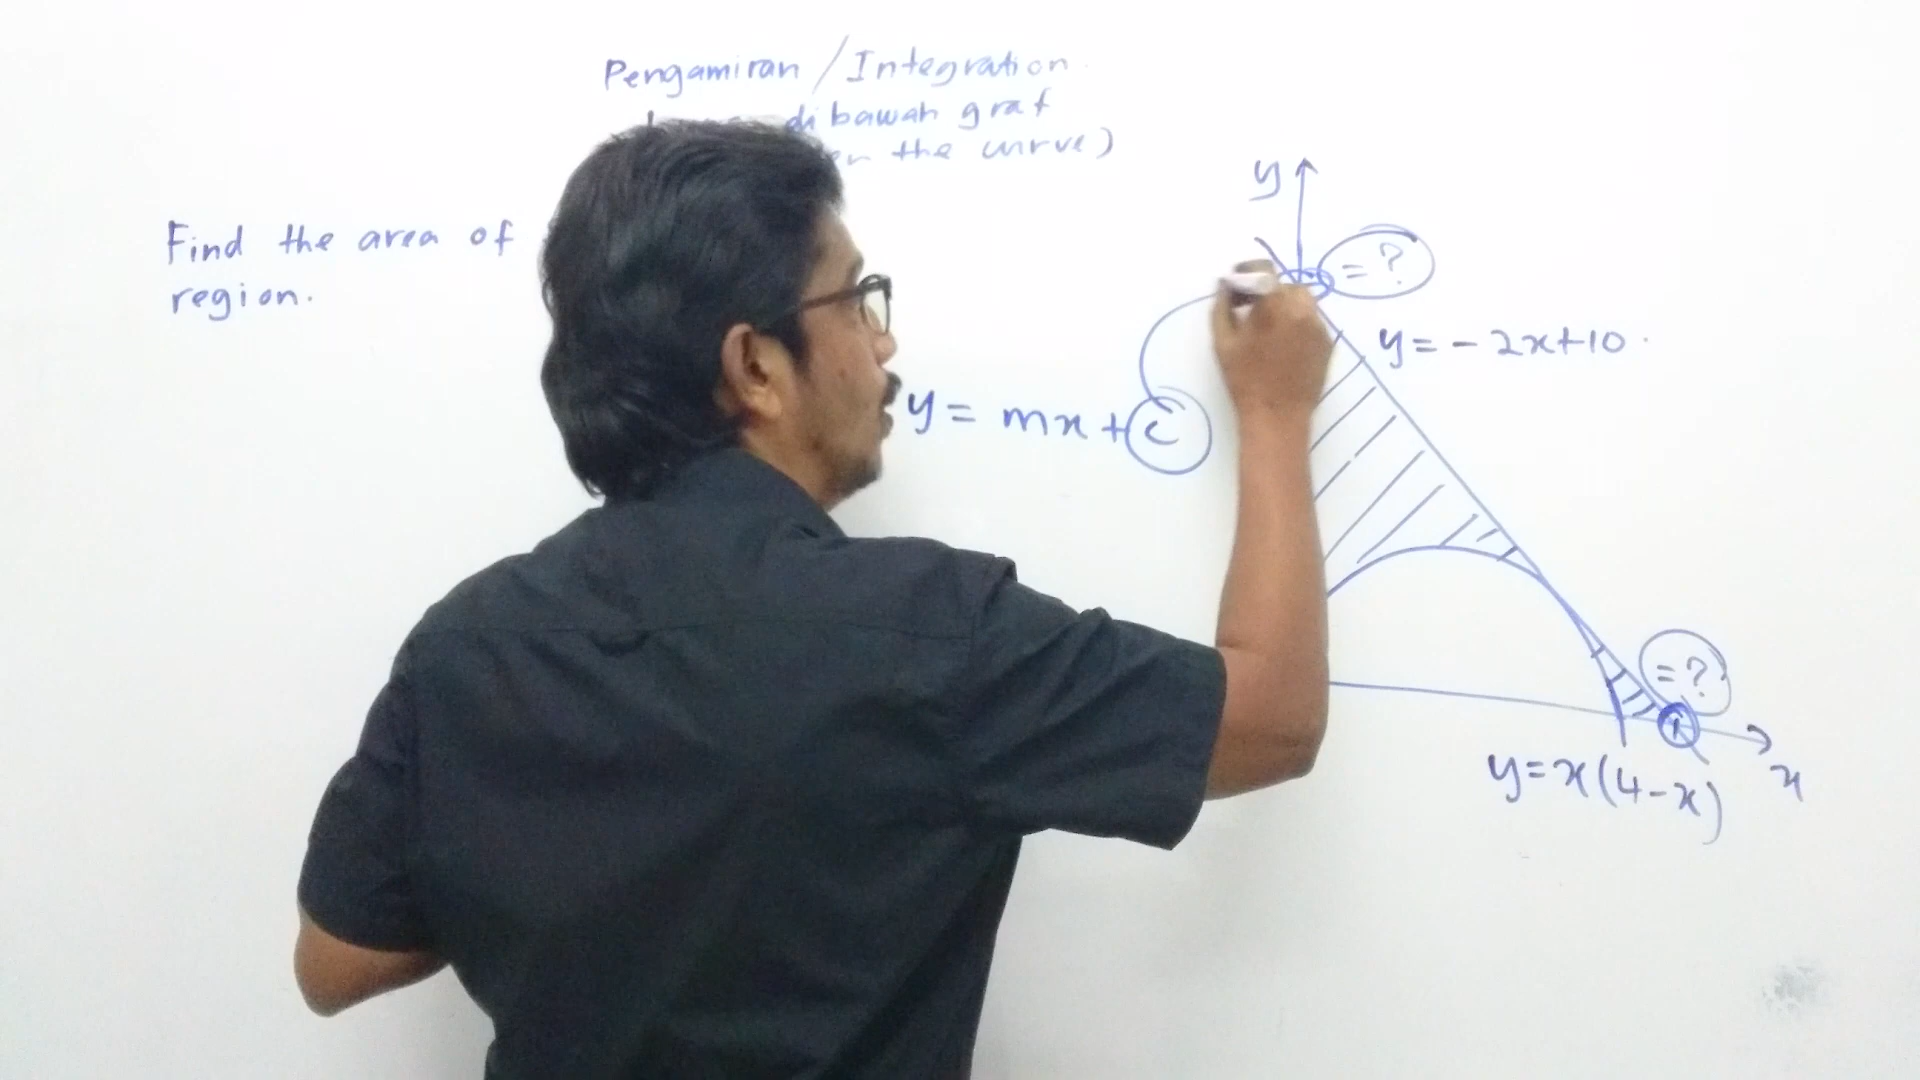 Pengamiran / Integration
di bawah graf
the curve)
Find the area of
region.
y
= ?
y = - 2x+10
y = mx + c
= ?
x
y = x(4-x)